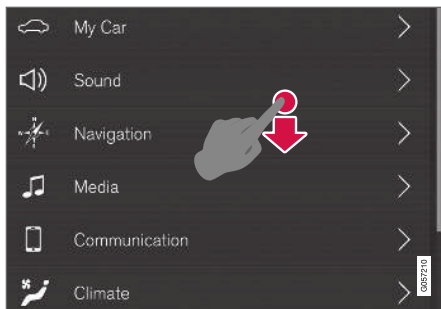 My Car
Sound
Navigation
Media
Communication
Climate
G057210